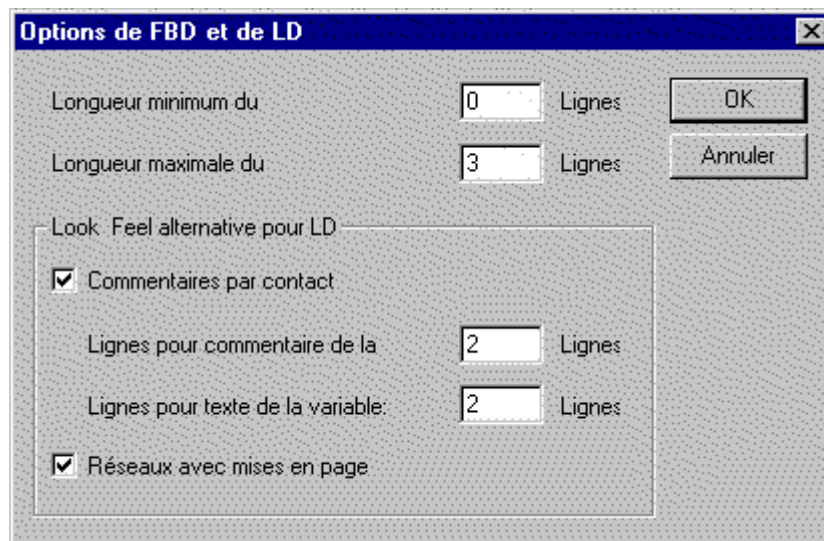 Options de FBD et de LD
Longueur minimum du 0 Lignes OK
Longueur maximale du 3 Lignes Annuler
Look Feel alternative pour LD
Commentaires par contact
Lignes pour commentaire de la 2 Lignes
Lignes pour texte de la variable: 2 Lignes
Réseaux avec mises en page